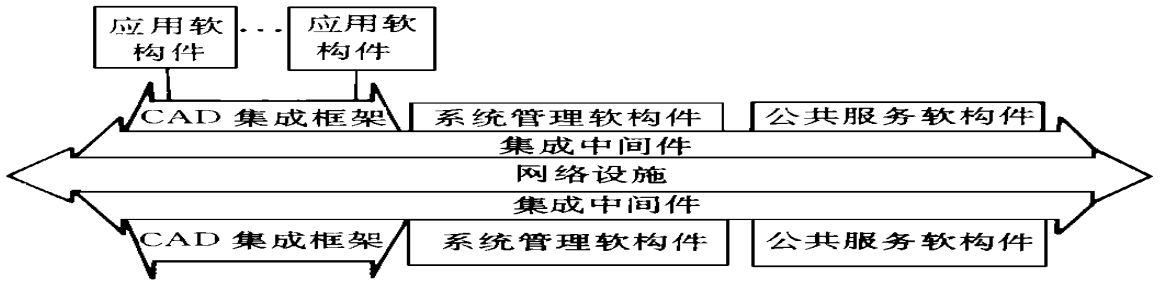 应用软
构件
···
应用软
构件
CAD 集成框架
系统管理软构件
公共服务软构件
集成中间件
网络设施
集成中间件
CAD 集成框架
系统管理软构件
公共服务软构件